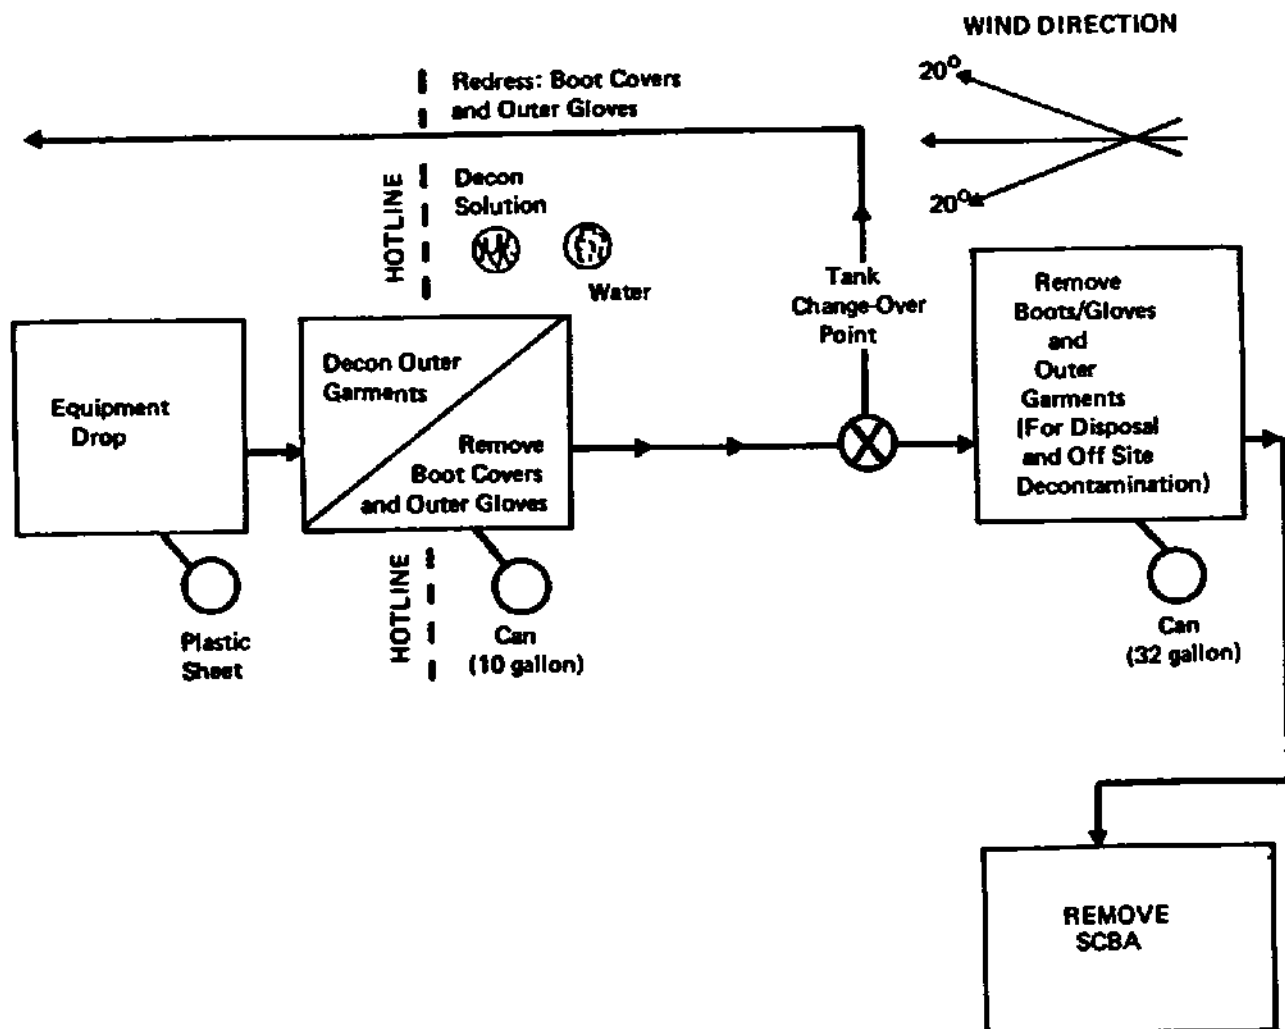 WIND DIRECTION
20°
20°
Redress: Boot Covers
and Outer Gloves
HOTLINE
Decon
Solution
Water
Tank
Change-Over
Point
Equipment
Drop
Decon Outer
Garments
Remove
Boot Covers
and Outer Gloves
Remove
Boots/Gloves
and
Outer
Garments
(For Disposal
and Off Site
Decontamination)
Plastic
Sheet
HOTLINE
Can
(10 gallon)
Can
(32 gallon)
REMOVE
SCBA